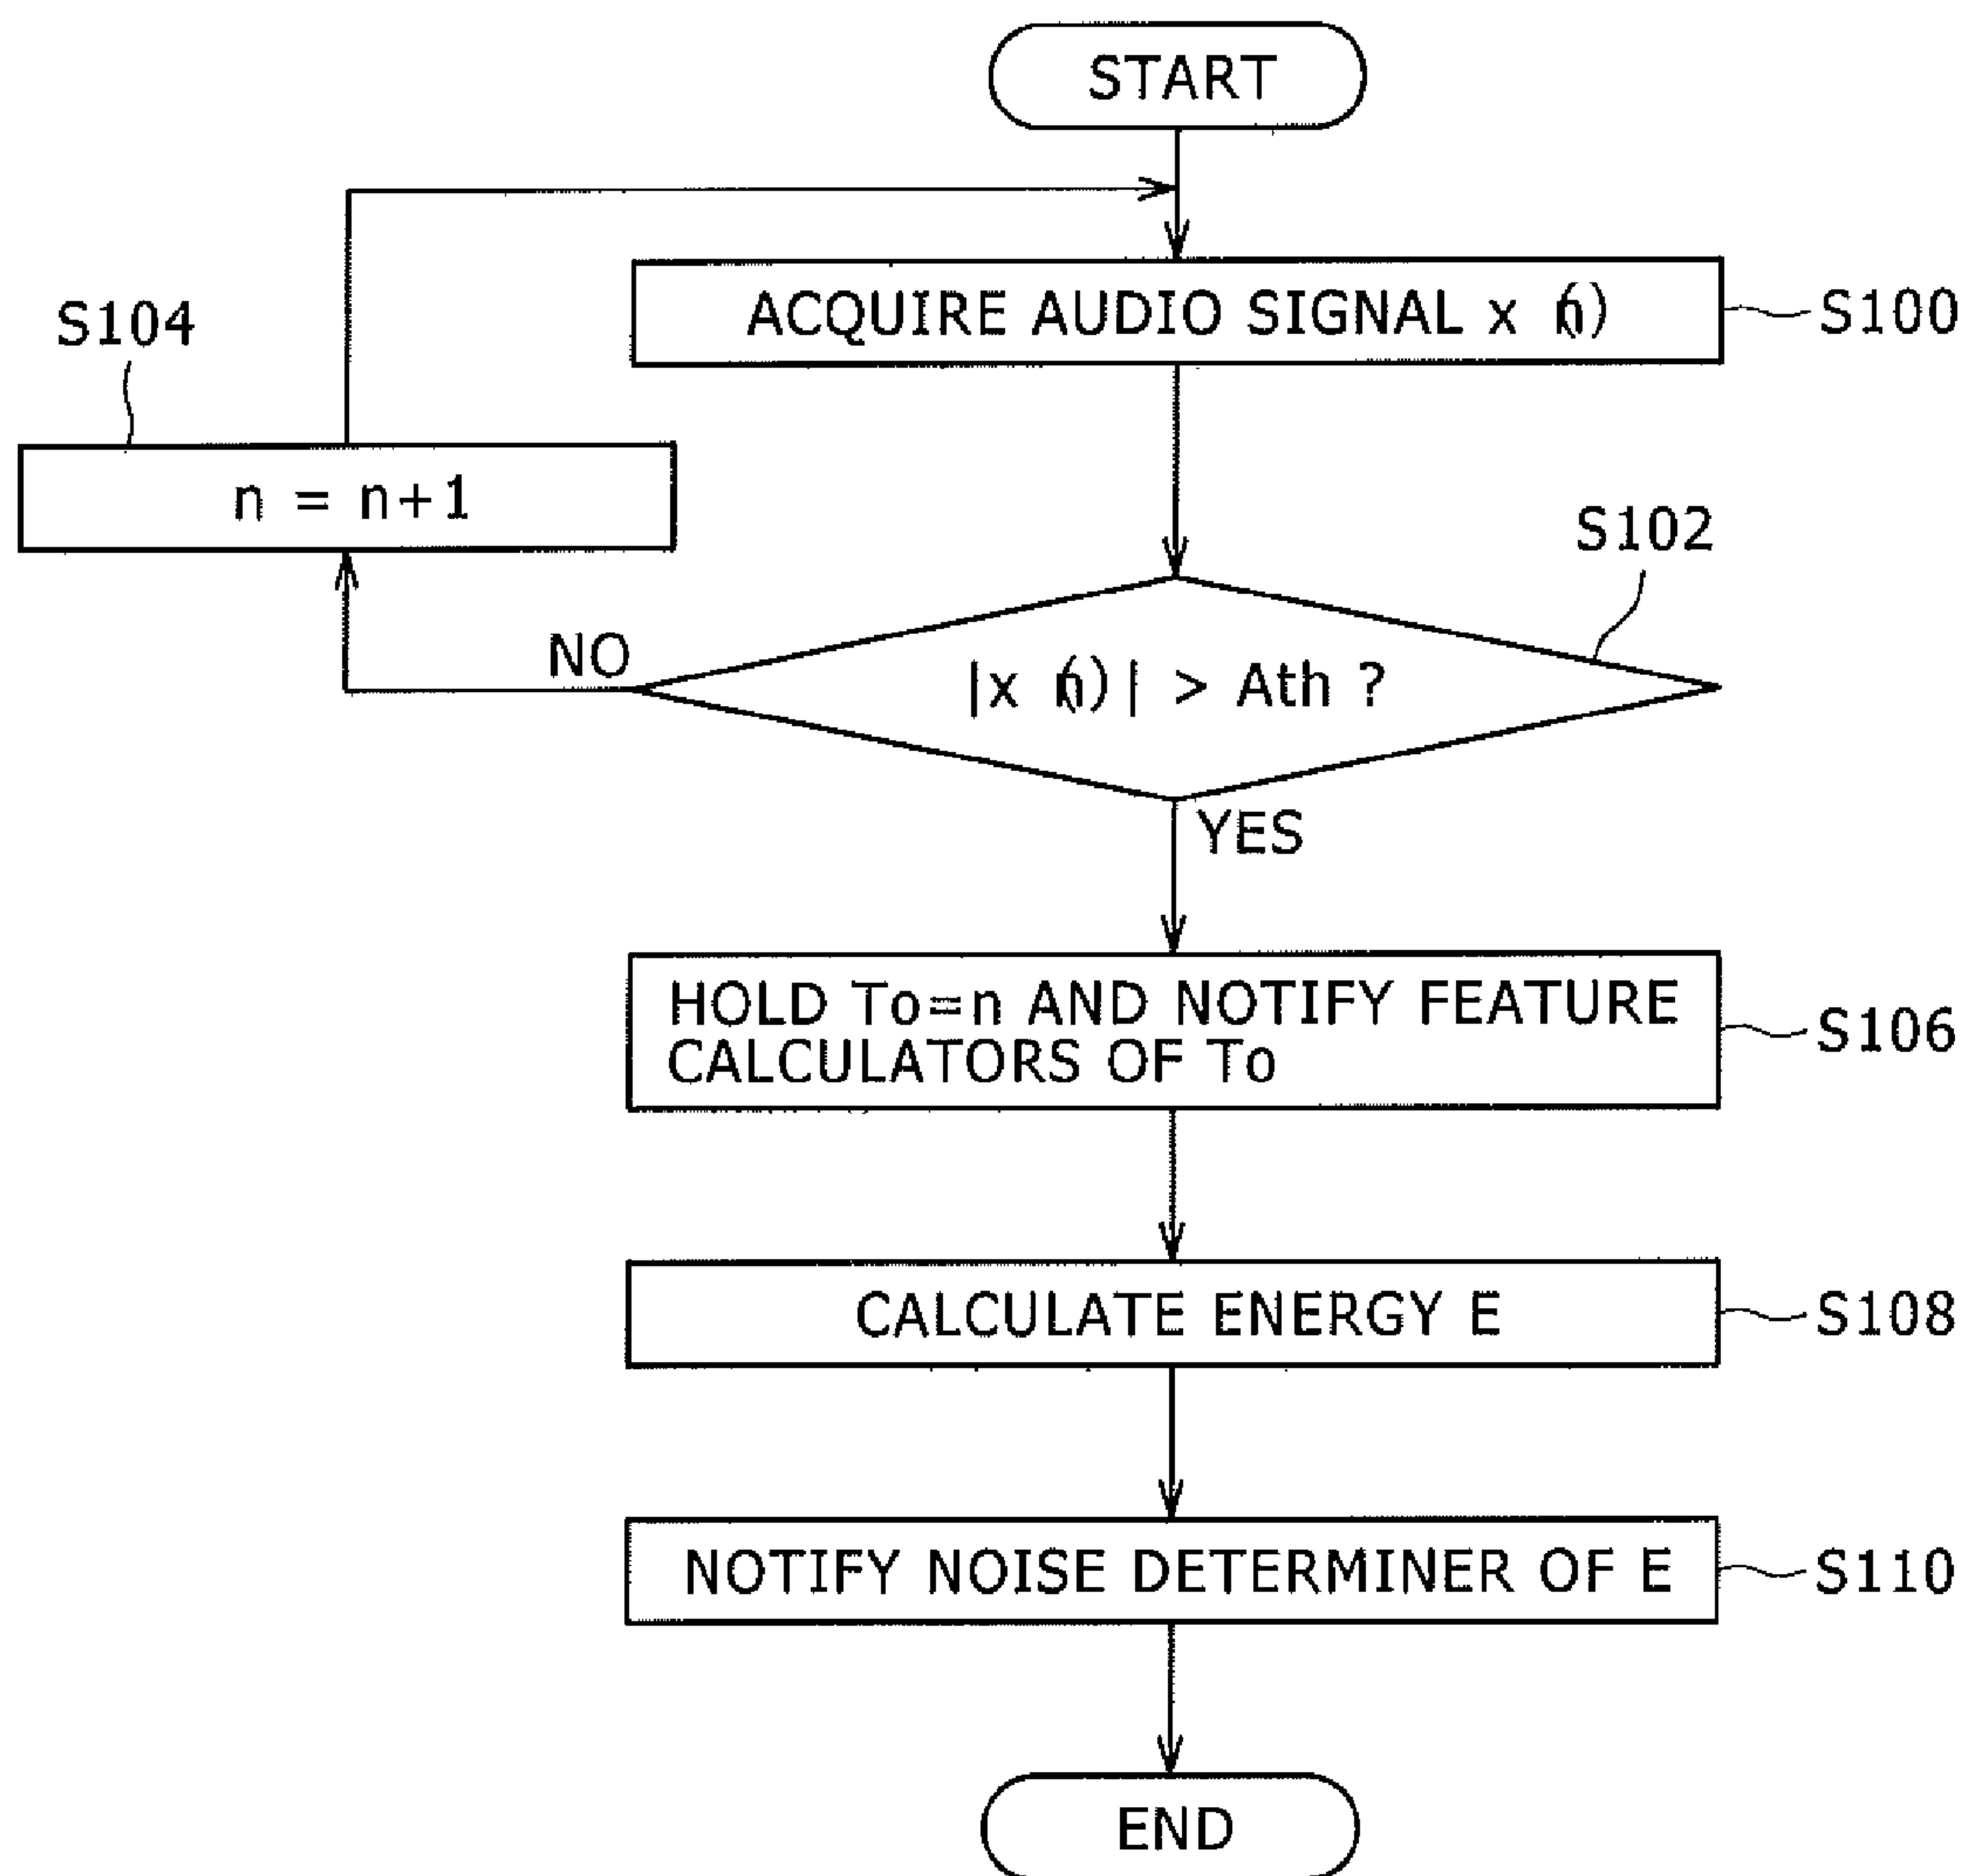 START
ACQUIRE AUDIO SIGNAL x (n)
S100
S104
n = n+1
S102
NO
|x (n)| > Ath ?
YES
HOLD To=n AND NOTIFY FEATURE
CALCULATORS OF To
S106
CALCULATE ENERGY E
S108
NOTIFY NOISE DETERMINER OF E
S110
END